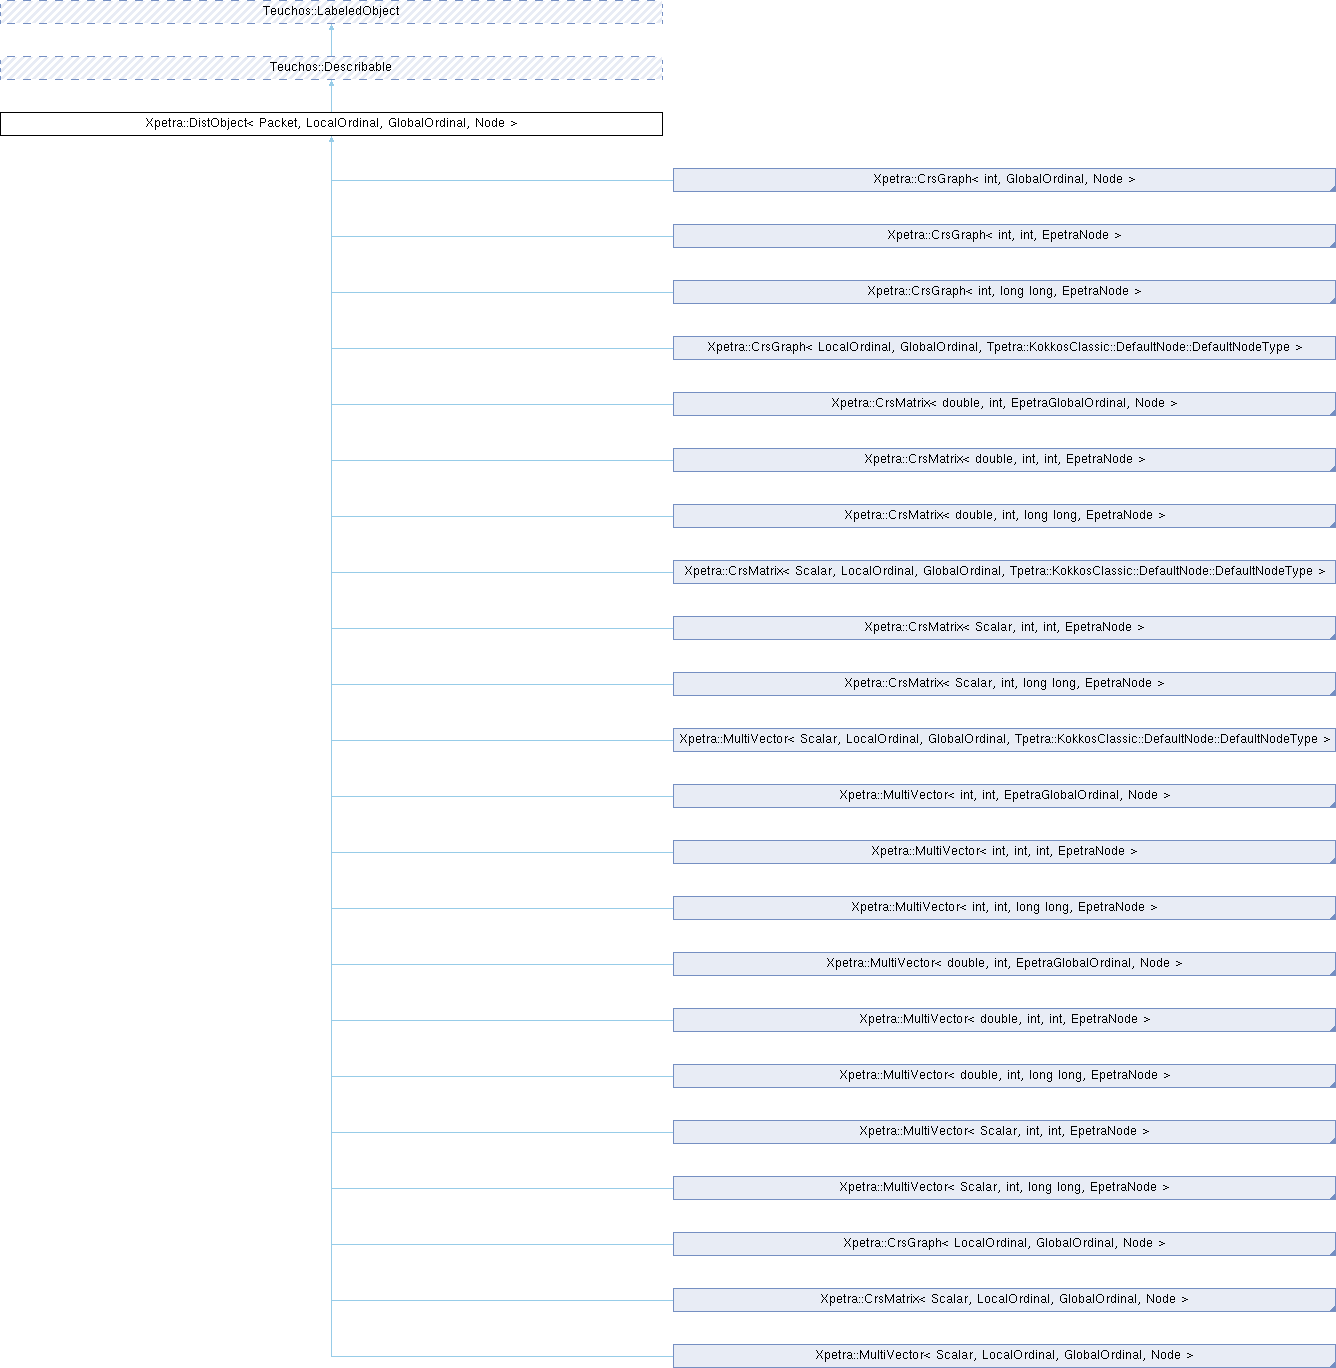 Teuchos::LabeledObject
Teuchos::Describable
Xpetra::DistObject< Packet, LocalOrdinal, GlobalOrdinal, Node >
Xpetra::CrsGraph< int, GlobalOrdinal, Node >
Xpetra::CrsGraph< int, int, EpetraNode >
Xpetra::CrsGraph< int, long long, EpetraNode >
Xpetra::CrsGraph< LocalOrdinal, GlobalOrdinal, Tpetra::KokkosClassic::DefaultNode::DefaultNodeType >
Xpetra::CrsMatrix< double, int, EpetraGlobalOrdinal, Node >
Xpetra::CrsMatrix< double, int, int, EpetraNode >
Xpetra::CrsMatrix< double, int, long long, EpetraNode >
Xpetra::CrsMatrix< Scalar, LocalOrdinal, GlobalOrdinal, Tpetra::KokkosClassic::DefaultNode::DefaultNodeType >
Xpetra::CrsMatrix< Scalar, int, int, EpetraNode >
Xpetra::CrsMatrix< Scalar, int, long long, EpetraNode >
Xpetra::MultiVector< Scalar, LocalOrdinal, GlobalOrdinal, Tpetra::KokkosClassic::DefaultNode::DefaultNodeType >
Xpetra::MultiVector< int, int, EpetraGlobalOrdinal, Node >
Xpetra::MultiVector< int, int, int, EpetraNode >
Xpetra::MultiVector< int, int, long long, EpetraNode >
Xpetra::MultiVector< double, int, EpetraGlobalOrdinal, Node >
Xpetra::MultiVector< double, int, int, EpetraNode >
Xpetra::MultiVector< double, int, long long, EpetraNode >
Xpetra::MultiVector< Scalar, int, int, EpetraNode >
Xpetra::MultiVector< Scalar, int, long long, EpetraNode >
Xpetra::CrsGraph< LocalOrdinal, GlobalOrdinal, Node >
Xpetra::CrsMatrix< Scalar, LocalOrdinal, GlobalOrdinal, Node >
Xpetra::MultiVector< Scalar, LocalOrdinal, GlobalOrdinal, Node >